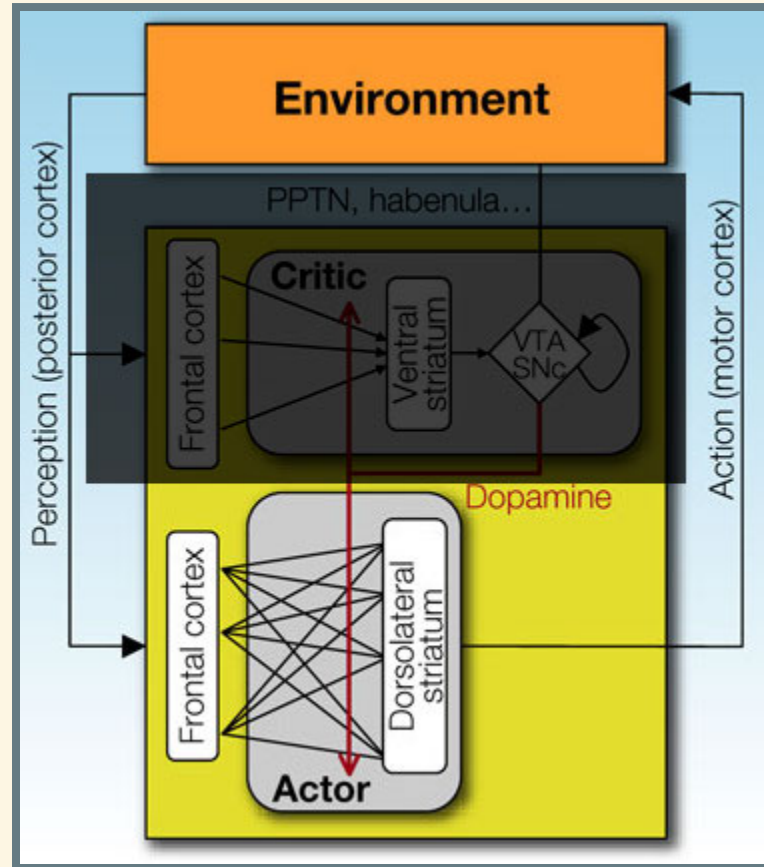 Environment
Perception (posterior cortex)
PPTN, habenula...
Action (motor cortex)
Frontal cortex
Critic
Ventral
striatum
VTA
SNc
Dopamine
Frontal cortex
Dorsolateral
striatum
Actor